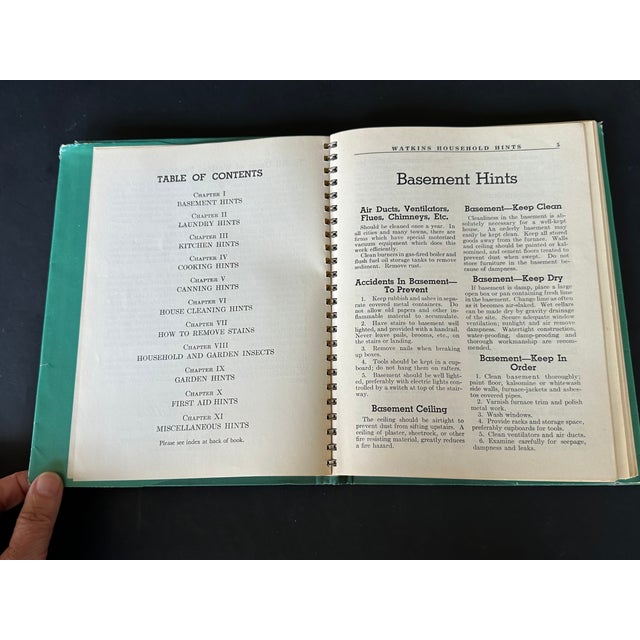 TABLE OF CONTENTS
CHAPTER I
BASEMENT HINTS
CHAPTER II
LAUNDRY HINTS
CHAPTER III
KITCHEN HINTS
CHAPTER IV
COOKING HINTS
CHAPTER V
CANNING HINTS
CHAPTER VI
HOUSE CLEANING HINTS
CHAPTER VII
HOW TO REMOVE STAINS
CHAPTER VIII
HOUSEHOLD AND GARDEN INSECTS
CHAPTER IX
GARDEN HINTS
CHAPTER X
FIRST AID HINTS
CHAPTER XI
MISCELLANEOUS HINTS
Please see index at back of book.
WATKINS HOUSEHOLD HINTS 5
Basement Hints
Air Ducts, Ventilators,
Flues, Chimneys, Etc.
Should be cleaned once a year. In
all cities and many towns, there are
firms which have special motorized
vacuum equipment which does this
work efficiently.
Clean burners in gas-fired boiler and
flush fuel oil storage tanks to remove
sediment. Remove rust.
Accidents In Basement—
To Prevent
1. Keep rubbish and ashes in sepa-
rate covered metal containers. Do
not allow old papers and other in-
flammable material to accumulate.
2. Have stairs to basement well
lighted, and provided with a handrail.
Never leave pails, brooms, etc., on
the stairs or landing.
3. Remove nails when breaking
up boxes.
4. Tools should be kept in a cup-
board; do not hang them on rafters.
5. Basement should be well light-
ed, preferably with electric lights con-
trolled by a switch at top of the stair-
way.
Basement Ceiling
The ceiling should be airtight to
prevent dust from sifting upstairs. A
ceiling of plaster, sheetrock, or other
fire resisting material, greatly reduces
a fire hazard.
Basement—Keep Clean
Cleanliness in the basement is ab-
solutely necessary for a well-kept
house. An orderly basement may
easily be kept clean. Keep all stored
goods away from the furnace. Walls
and ceiling should be painted or kal-
somined, and cement floors treated to
prevent dust when swept. Do not
store furniture in the basement be-
cause of dampness.
Basement—Keep Dry
If basement is damp, place a large
open box or pan containing fresh lime
in the basement. Change lime as often
as it becomes air-slaked. Wet cellars
can be made dry by gravity drainage
of the site. Secure adequate window
ventilation; sunlight and air remove
dampness. Watertight construction,
water-proofing, damp-proofing and
thorough workmanship are recom-
mended.
Basement—Keep In
Order
1. Clean basement thoroughly;
paint floor, kalsomine or whitewash
side walls, furnace-jackets and asbes-
tos covered pipes.
2. Varnish furnace trim and polish
metal work.
3. Wash windows.
4. Provide racks and storage space,
preferably cupboards for tools.
5. Clean ventilators and air ducts.
6. Examine carefully for seepage,
dampness and leaks.